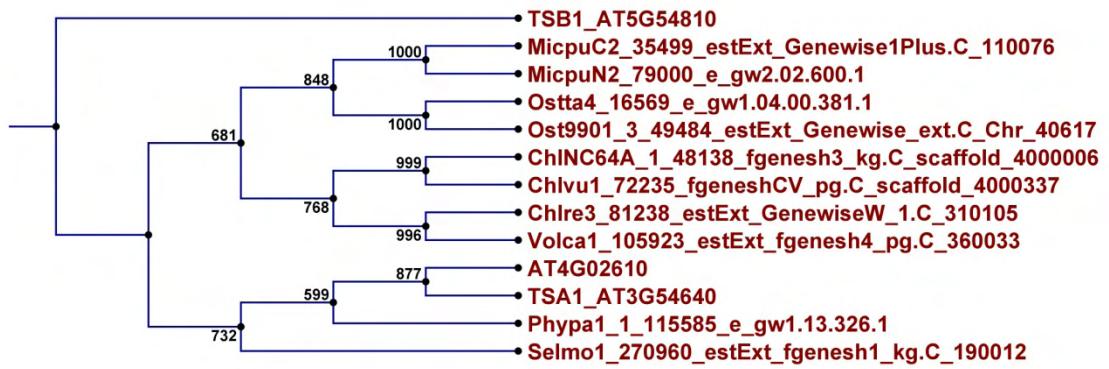 TSB1_AT5G54810
1000
MicpuC2_35499_estExt_Genewise1Plus.C_110076
848
MicpuN2_79000_e_gw2.02.600.1
Ostta4_16569_e_gw1.04.00.381.1
681
1000
Ost9901_3_49484_estExt_Genewise_ext.C_Chr_40617
999
ChlNC64A_1_48138_fgenesh3_kg.C_scaffold_4000006
Chlvu1_72235_fgeneshCV_pg.C_scaffold_4000337
768
Chlre3_81238_estExt_GenewiseW_1.C_310105
996
Volca1_105923_estExt_fgenesh4_pg.C_360033
877
AT4G02610
599
TSA1_AT3G54640
Phypa1_1_115585_e_gw1.13.326.1
732
Selmo1_270960_estExt_fgenesh1_kg.C_190012